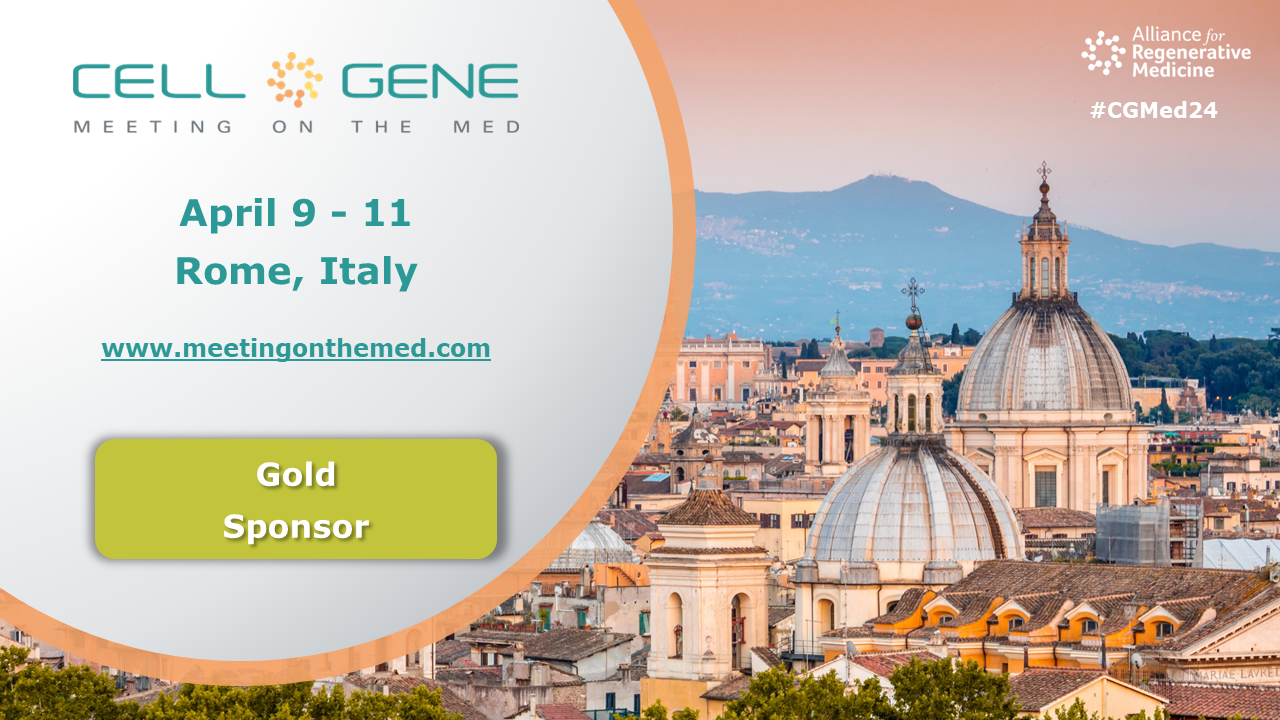 CELL GENE
MEETING ON THE MED
April 9 - 11
Rome, Italy
www.meetingonthemed.com
Gold
Sponsor
Alliance for
Regenerative
Medicine
#CGMed24
MARIAE